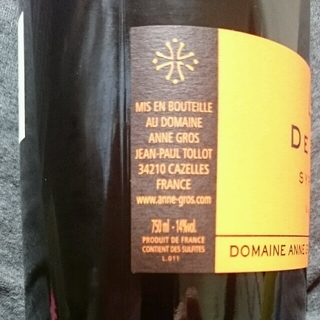 MIS EN BOUTEILLE
AU DOMAINE
ANNE GROS
JEAN-PAUL TOLLOT
34210 CAZELLES
FRANCE
www.anne-gros.com
750 ml - 14%vol.
PRODUIT DE FRANCE
CONTIENT DES SULFITES
L.011
DE
S
DOMAINE ANNE G